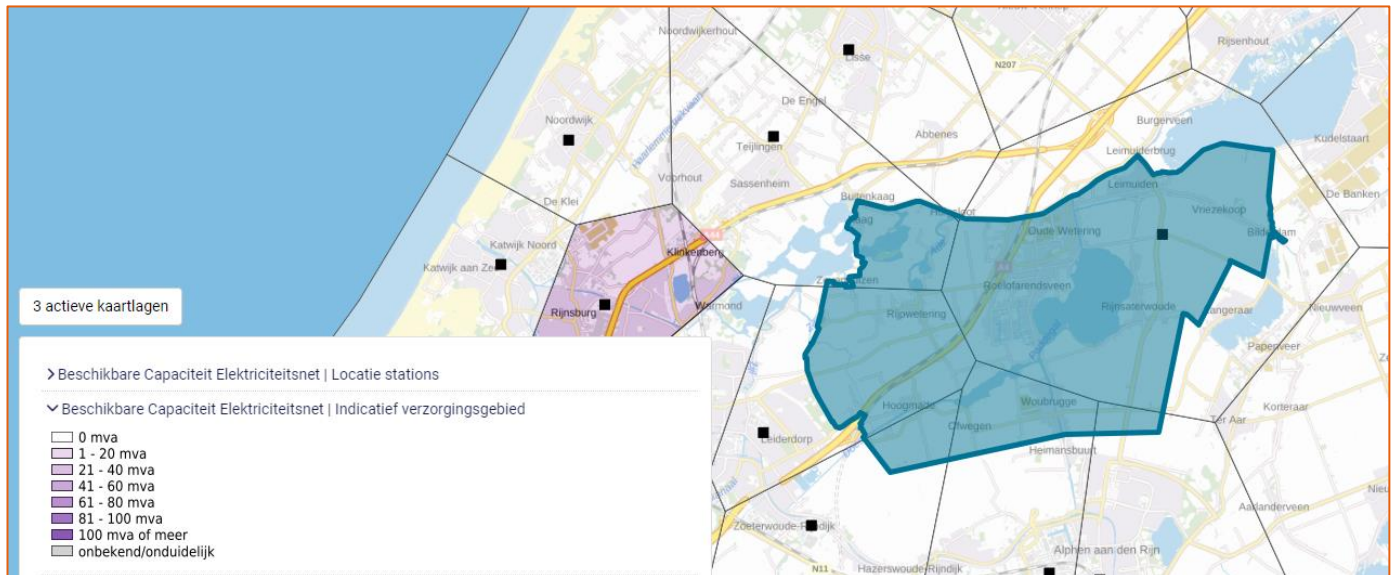 Noordwijkerhout
Lisse
Rijsenhout
N207
De Engel
Noordwijk
Haarlemmertrekvaart
Teijlingen
Abbenes
Burgerveen
Kudelstaart
Leimuiderbrug
Voorhout
Sassenheim
Leimuiden
De Banken
Buitenkaag
De Klei
Vriezekoop
Oude Wetering
Bilderdam
Katwijk Noord
Klinkenberg
Katwijk aan Zee
A4
Roelofarendsveen
3 actieve kaartlagen
Rijnsburg
Warmond
Rijpwetering
Rijnsaterwoude
Nieuwveen
Papenveer
>Beschikbare Capaciteit Elektriciteitsnet | Locatie stations
Beschikbare Capaciteit Elektriciteitsnet | Indicatief verzorgingsgebied
Hoogmade
Woubrugge
Korteraar
Ter Aar
Ofwegen
Leiderdorp
Heimansbuurt
0 mva
1 - 20 mva
21 - 40 mva
41 - 60 mva
61 - 80 mva
81 - 100 mva
100 mva of meer
onbekend/onduidelijk
Aarlanderveen
Zoeterwoude-Rijndijk
Alphen aan den Rijn
N11
Hazerswoude-Rijndijk